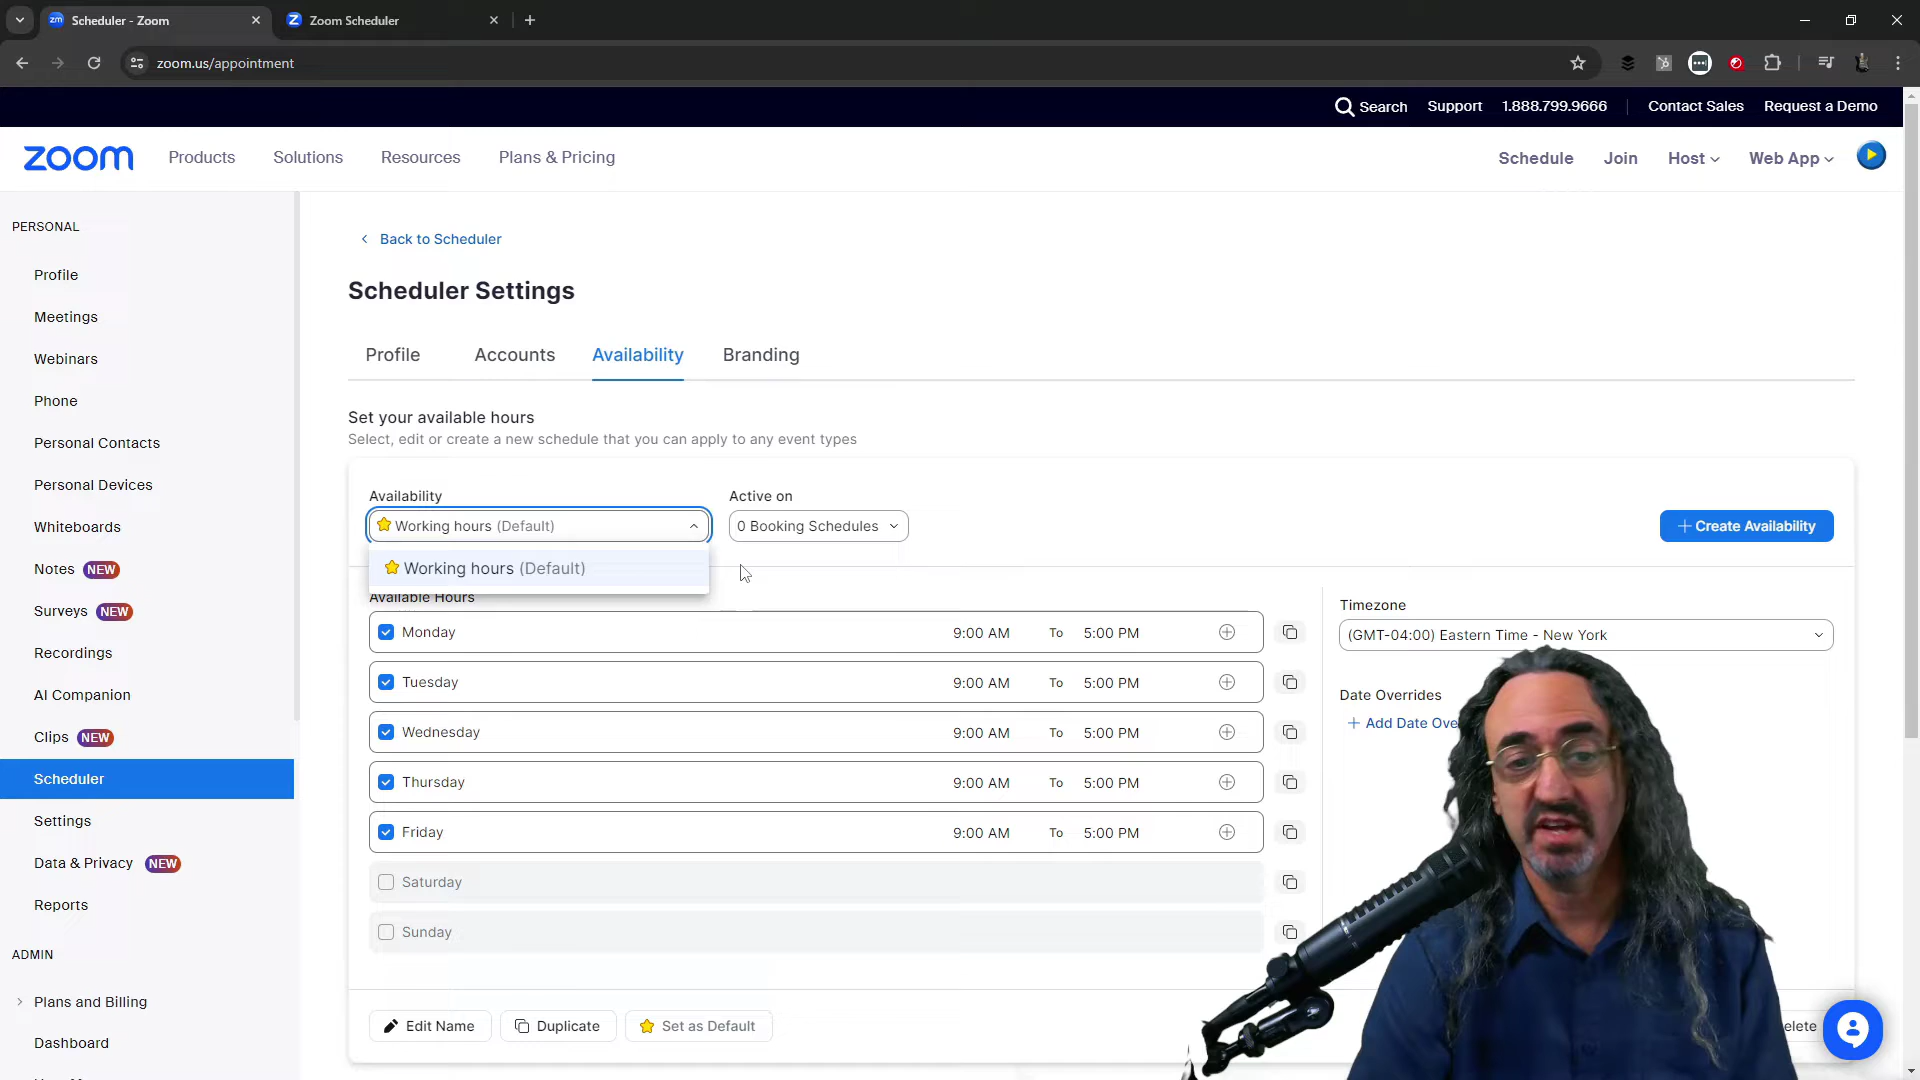 Scheduler - Zoom
Zoom Scheduler
zoom.us/appointment
Search Support 1.888.799.9666 Contact Sales Request a Demo
zoom Products Solutions Resources Plans & Pricing Schedule Join Host Web App
PERSONAL
Profile
Meetings
Webinars
Phone
Personal Contacts
Personal Devices
Whiteboards
Notes NEW
Surveys NEW
Recordings
AI Companion
Clips NEW
Scheduler
Settings
Data & Privacy NEW
Reports
ADMIN
Plans and Billing
Dashboard
Back to Scheduler
Scheduler Settings
Profile Accounts Availability Branding
Set your available hours
Select, edit or create a new schedule that you can apply to any event types
Availability Active on
Working hours (Default) 0 Booking Schedules + Create Availability
Working hours (Default)
Available Hours
Monday 9:00 AM To 5:00 PM
Tuesday 9:00 AM To 5:00 PM
Wednesday 9:00 AM To 5:00 PM
Thursday 9:00 AM To 5:00 PM
Friday 9:00 AM To 5:00 PM
Saturday
Sunday
Timezone
(GMT-04:00) Eastern Time - New York
Date Overrides
+ Add Date Ove
Edit Name Duplicate Set as Default elete